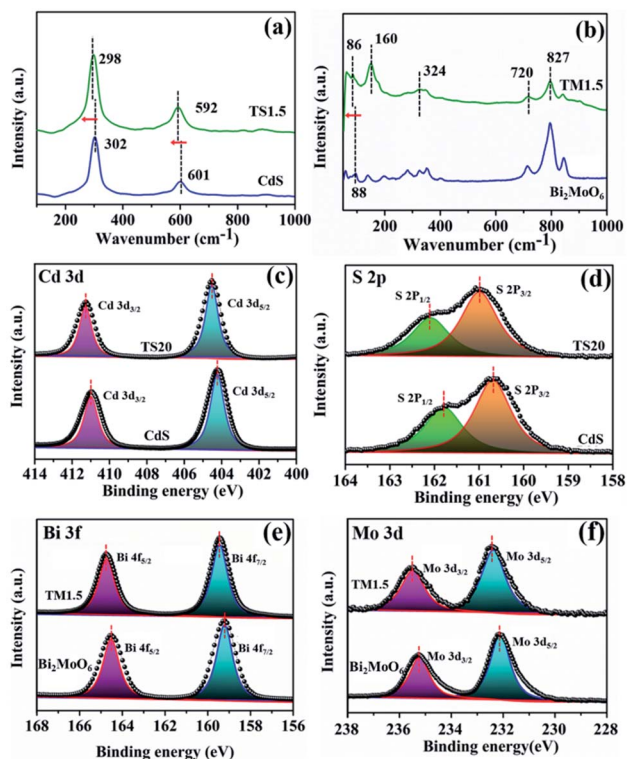 (a)
298
TS1.5
592
302
601
CdS
Intensity (a.u.)
200 400 600 800 1000
Wavenumber (cm-1)
(b)
86 160
TM1.5
324
720
827
88
Bi2MoO6
Intensity (a.u.)
200 400 600 800 1000
Wavenumber (cm-1)
Cd 3d
(c)
Cd 3d3/2
Cd 3d5/2
TS20
Cd 3d3/2
Cd 3d5/2
CdS
Intensity (a.u.)
414 412 410 408 406 404 402 400
Binding energy (eV)
S 2p
(d)
S 2P1/2
S 2P3/2
TS20
S 2P1/2
S 2P3/2
CdS
Intensity (a.u.)
164 163 162 161 160 159 158
Binding energy (eV)
Bi 3f
(e)
Bi 4f5/2
Bi 4f7/2
TM1.5
Bi 4f5/2
Bi 4f7/2
Bi2MoO6
Intensity (a.u.)
168 166 164 162 160 158 156
Binding energy (eV)
Mo 3d
(f)
Mo 3d3/2
Mo 3d5/2
TM1.5
Mo 3d3/2
Mo 3d5/2
Bi2MoO6
Intensity (a.u.)
238 236 234 232 230 228
Binding energy(eV)